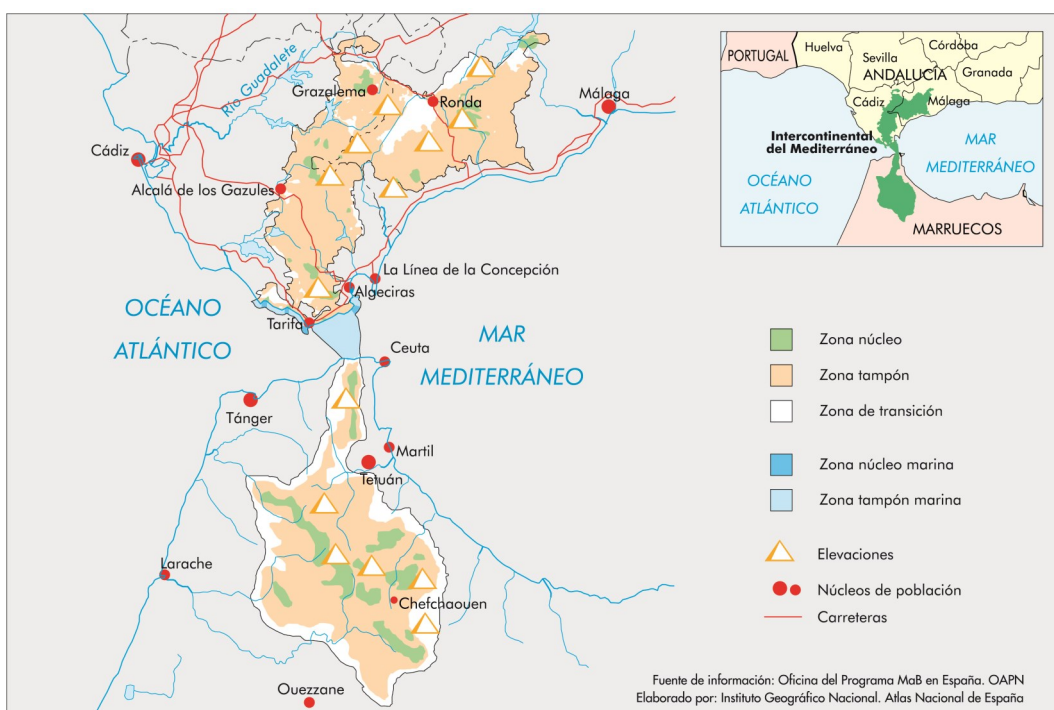 Río Guadalete
Grazalema
Ronda
Málaga
Cádiz
Alcalá de los Gazules
La Línea de la Concepción
Algeciras
Tarifa
OCÉANO
ATLÁNTICO
MAR
MEDITERRÁNEO
Ceuta
Tánger
Martil
Tetuán
Larache
Chefchaouen
Ouezzane
PORTUGAL
Huelva
Sevilla
Córdoba
ANDALUCÍA
Granada
Cádiz
Málaga
Intercontinental
del Mediterráneo
MAR
MEDITERRÁNEO
OCÉANO
ATLÁNTICO
MARRUECOS
Zona núcleo
Zona tampón
Zona de transición
Zona núcleo marina
Zona tampón marina
Elevaciones
Núcleos de población
Carreteras
Fuente de información: Oficina del Programa MaB en España. OAPN
Elaborado por: Instituto Geográfico Nacional. Atlas Nacional de España